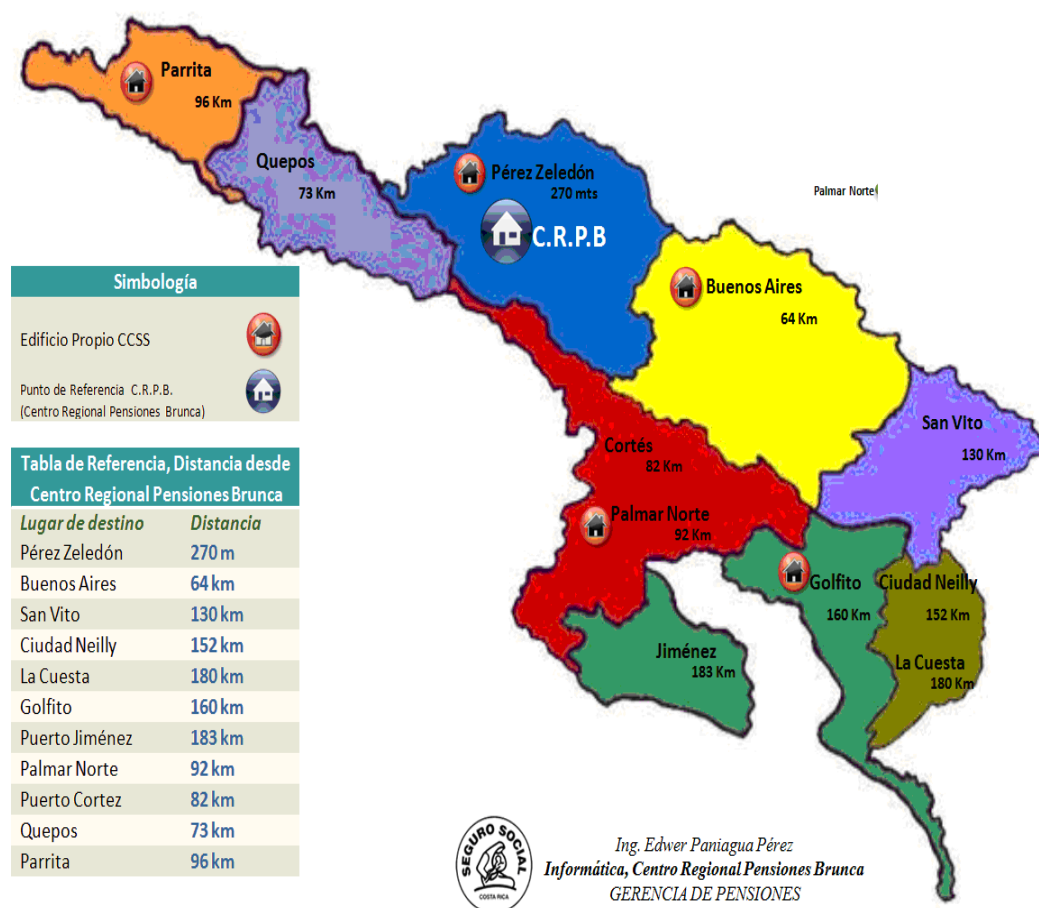 Parrita
96 Km
Quepos
73 Km
Pérez Zeledón
270 mts
C.R.P.B
Palmar Norte
Buenos Aires
64 Km
San VIto
130 Km
Cortés
82 Km
Palmar Norte
92 Km
Golfito
160 Km
Ciudad Neilly
152 Km
La Cuesta
180 Km
Jiménez
183 Km
Simbología
Edificio Propio CCSS
Punto de Referencia C.R.P.B.
(Centro Regional Pensiones Brunca)
Tabla de Referencia, Distancia desde
Centro Regional Pensiones Brunca
Lugar de destino Distancia
Pérez Zeledón 270 m
Buenos Aires 64 km
San Vito 130 km
Ciudad Neilly 152 km
La Cuesta 180 km
Golfito 160 km
Puerto Jiménez 183 km
Palmar Norte 92 km
Puerto Cortez 82 km
Quepos 73 km
Parrita 96 km
SEGURO SOCIAL
COSTA RICA
Ing. Edwer Paniagua Pérez
Informática, Centro Regional Pensiones Brunca
GERENCIA DE PENSIONES